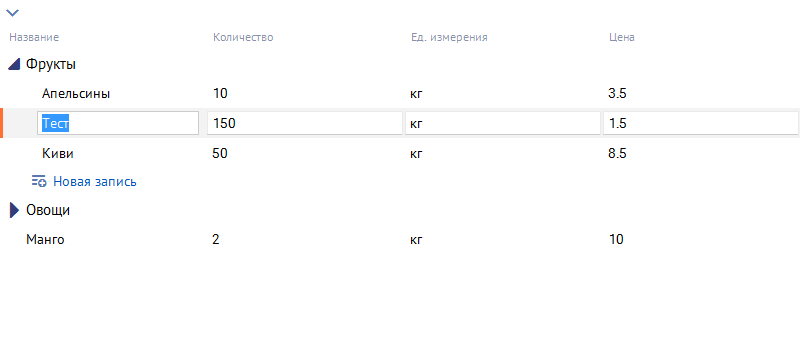 Название Количество Ед. измерения Цена
Фрукты
Апельсины 10 кг 3.5
Тест 150 кг 1.5
Киви 50 кг 8.5
Новая запись
Овощи
Манго 2 кг 10